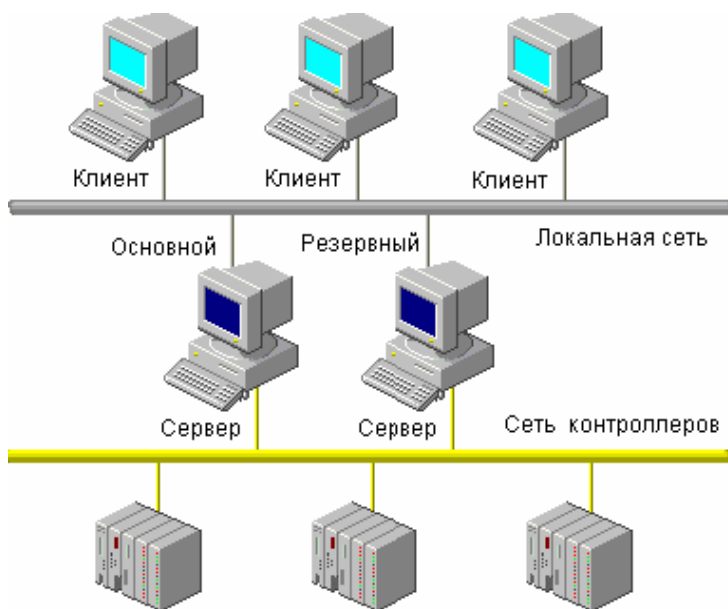 Клиент
Клиент
Клиент
Основной
Резервный
Локальная сеть
Сервер
Сервер
Сеть контроллеров